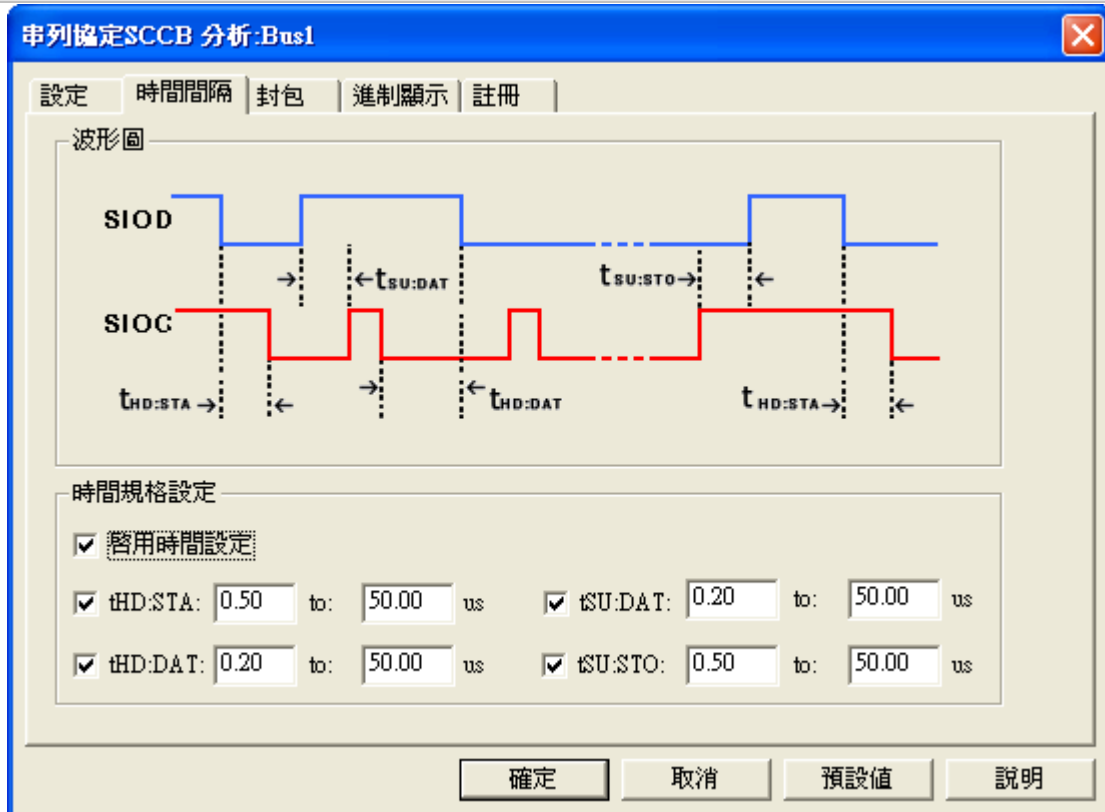 串列協定SCCB 分析:Bus1
設定 時間間隔 封包 進制顯示 註冊
波形圖
SIOD
tSU:DAT tSU:STO
SIOC
tHD:STA tHD:DAT tHD:STA
時間規格設定
啓用時間設定
tHD:STA: 0.50 to: 50.00 us tSU:DAT: 0.20 to: 50.00 us
tHD:DAT: 0.20 to: 50.00 us tSU:STO: 0.50 to: 50.00 us
確定 取消 預設值 說明